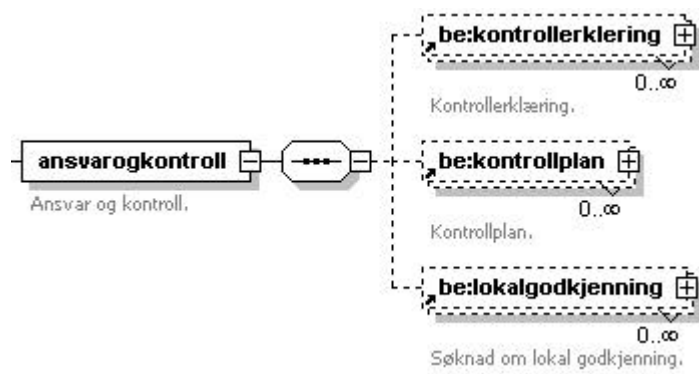 be:kontrollerklering
0..∞
Kontrollerklæring.
ansvarogkontroll
Ansvar og kontroll.
be:kontrollplan
0..∞
Kontrollplan.
be:lokalgodkjenning
0..∞
Søknad om lokal godkjenning.